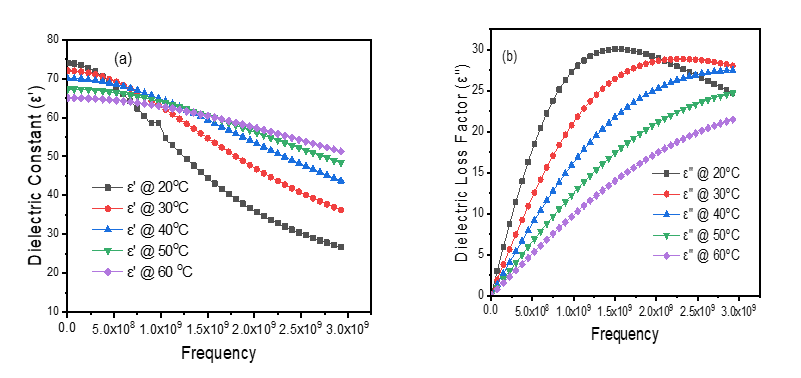 (a)
Dielectric Constant (ε')
80
70
60
50
40
30
20
10
ε' @ 20°C
ε' @ 30°C
ε' @ 40°C
ε' @ 50°C
ε' @ 60 °C
0.0 5.0x10⁸ 1.0x10⁹ 1.5x10⁹ 2.0x10⁹ 2.5x10⁹ 3.0x10⁹
Frequency
(b)
Dielectric Loss Factor (ε")
30
25
20
15
10
5
0
ε" @ 20°C
ε" @ 30°C
ε" @ 40°C
ε" @ 50°C
ε" @ 60°C
0.0 5.0x10⁸ 1.0x10⁹ 1.5x10⁹ 2.0x10⁹ 2.5x10⁹ 3.0x10⁹
Frequency